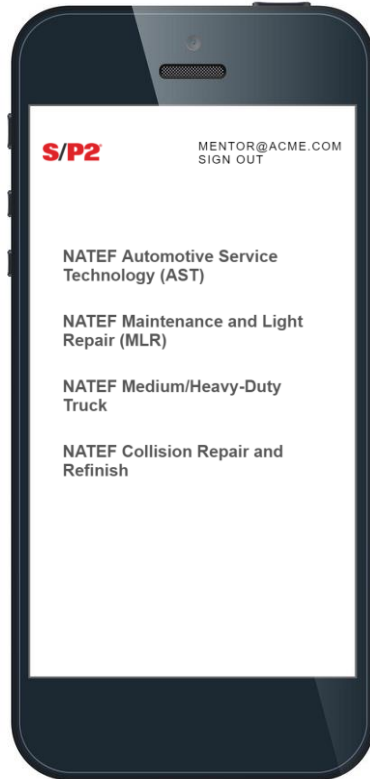 S/P2
MENTOR@ACME.COM
SIGN OUT
NATEF Automotive Service
Technology (AST)
NATEF Maintenance and Light
Repair (MLR)
NATEF Medium/Heavy-Duty
Truck
NATEF Collision Repair and
Refinish